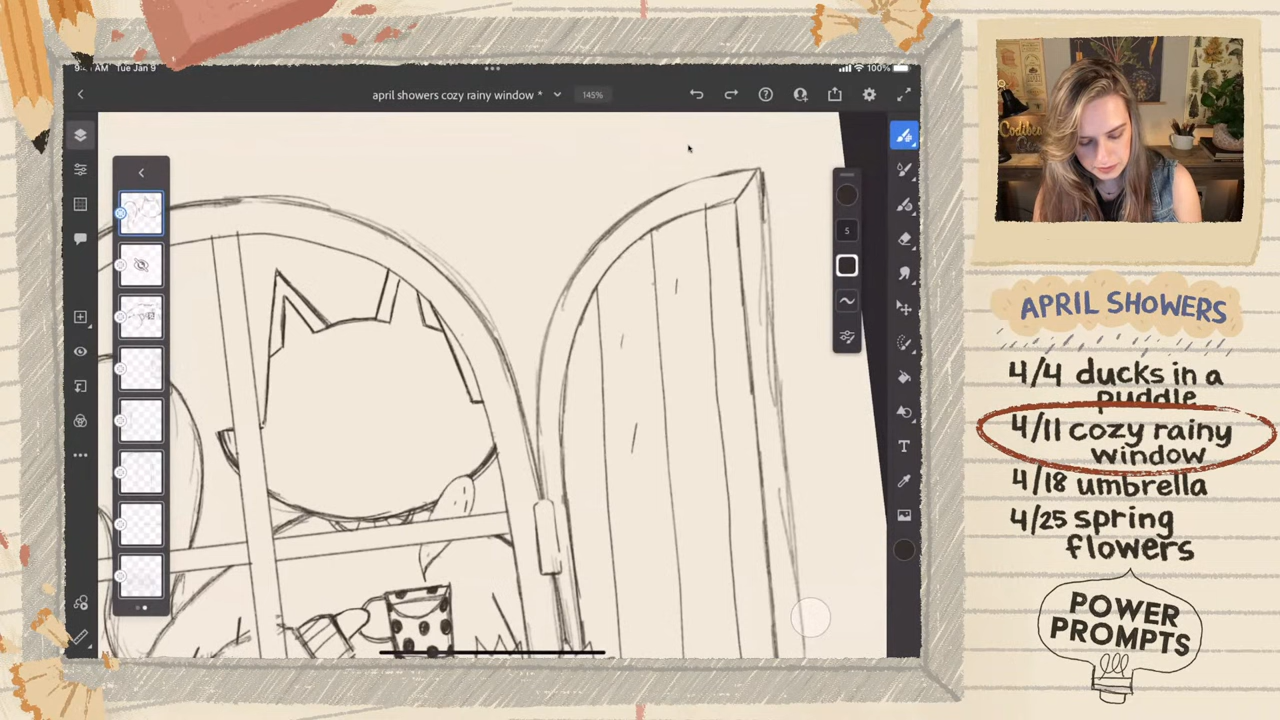 Tue Jan 9
100%
april showers cozy rainy window *
145%
5
T
Codibe
APRIL SHOWERS
4/4 ducks in a
puddle
4/11 cozy rainy
window
4/18 umbrella
4/25 spring
flowers
POWER
PROMPTS